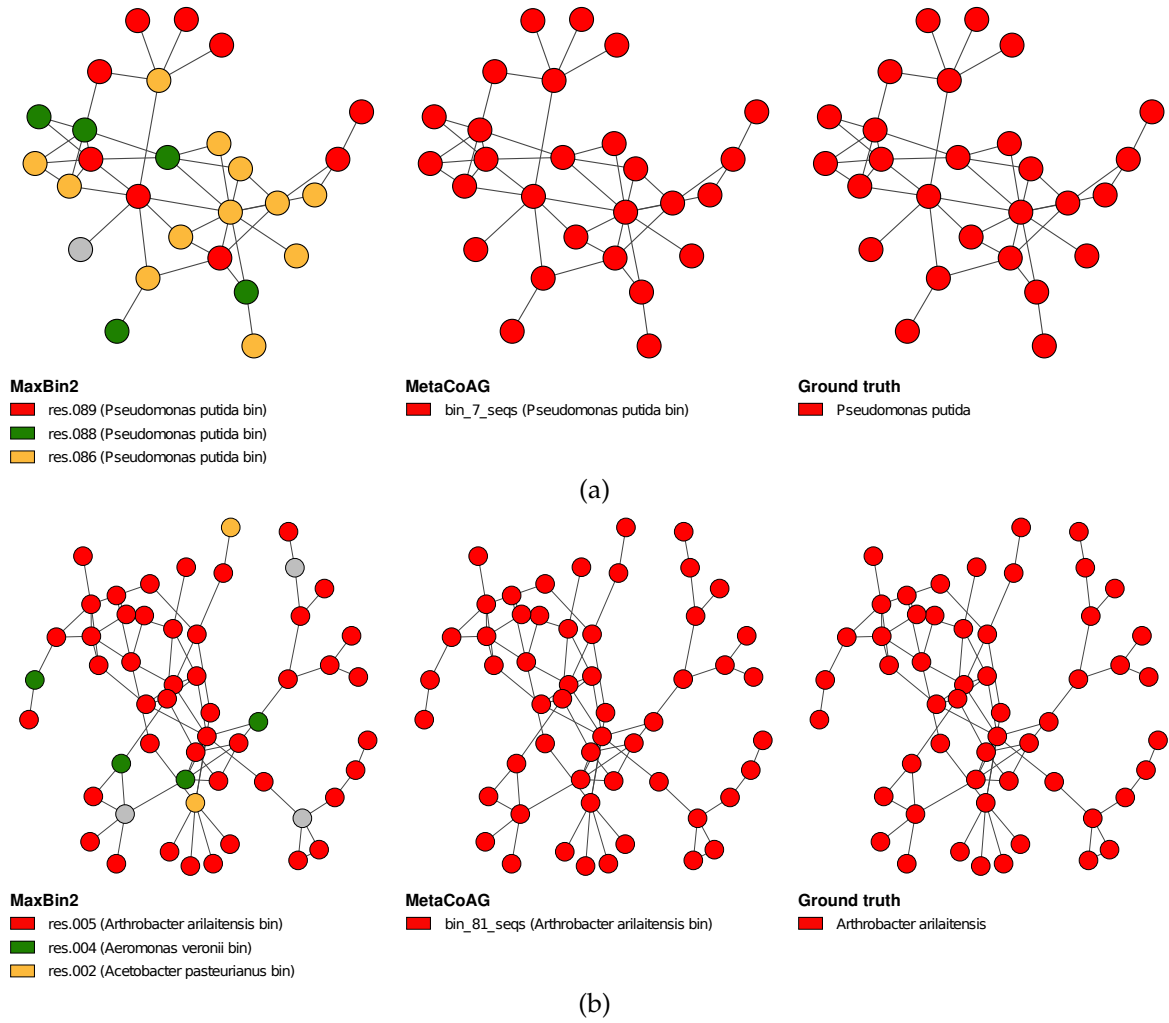 MaxBin2
res.089 (Pseudomonas putida bin)
res.088 (Pseudomonas putida bin)
res.086 (Pseudomonas putida bin)
MetaCoAG
bin_7_seqs (Pseudomonas putida bin)
Ground truth
Pseudomonas putida
(a)
MaxBin2
res.005 (Arthrobacter arilaitensis bin)
res.004 (Aeromonas veronii bin)
res.002 (Acetobacter pasteurianus bin)
MetaCoAG
bin_81_seqs (Arthrobacter arilaitensis bin)
Ground truth
Arthrobacter arilaitensis
(b)